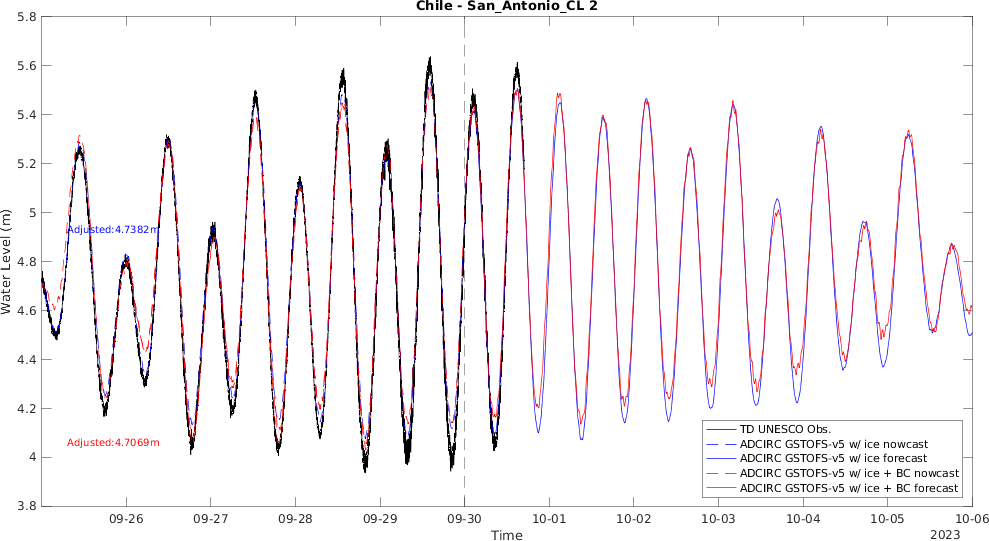 Chile - San_Antonio_CL 2
5.8
5.6
5.4
5.2
5
4.8
4.6
4.4
4.2
4
3.8
Water Level (m)
Adjusted:4.7382m
Adjusted:4.7069m
TD UNESCO Obs.
ADCIRC GSTOFS-v5 w/ ice nowcast
ADCIRC GSTOFS-v5 w/ ice forecast
ADCIRC GSTOFS-v5 w/ ice + BC nowcast
ADCIRC GSTOFS-v5 w/ ice + BC forecast
09-26 09-27 09-28 09-29 09-30 10-01 10-02 10-03 10-04 10-05 10-06
Time
2023